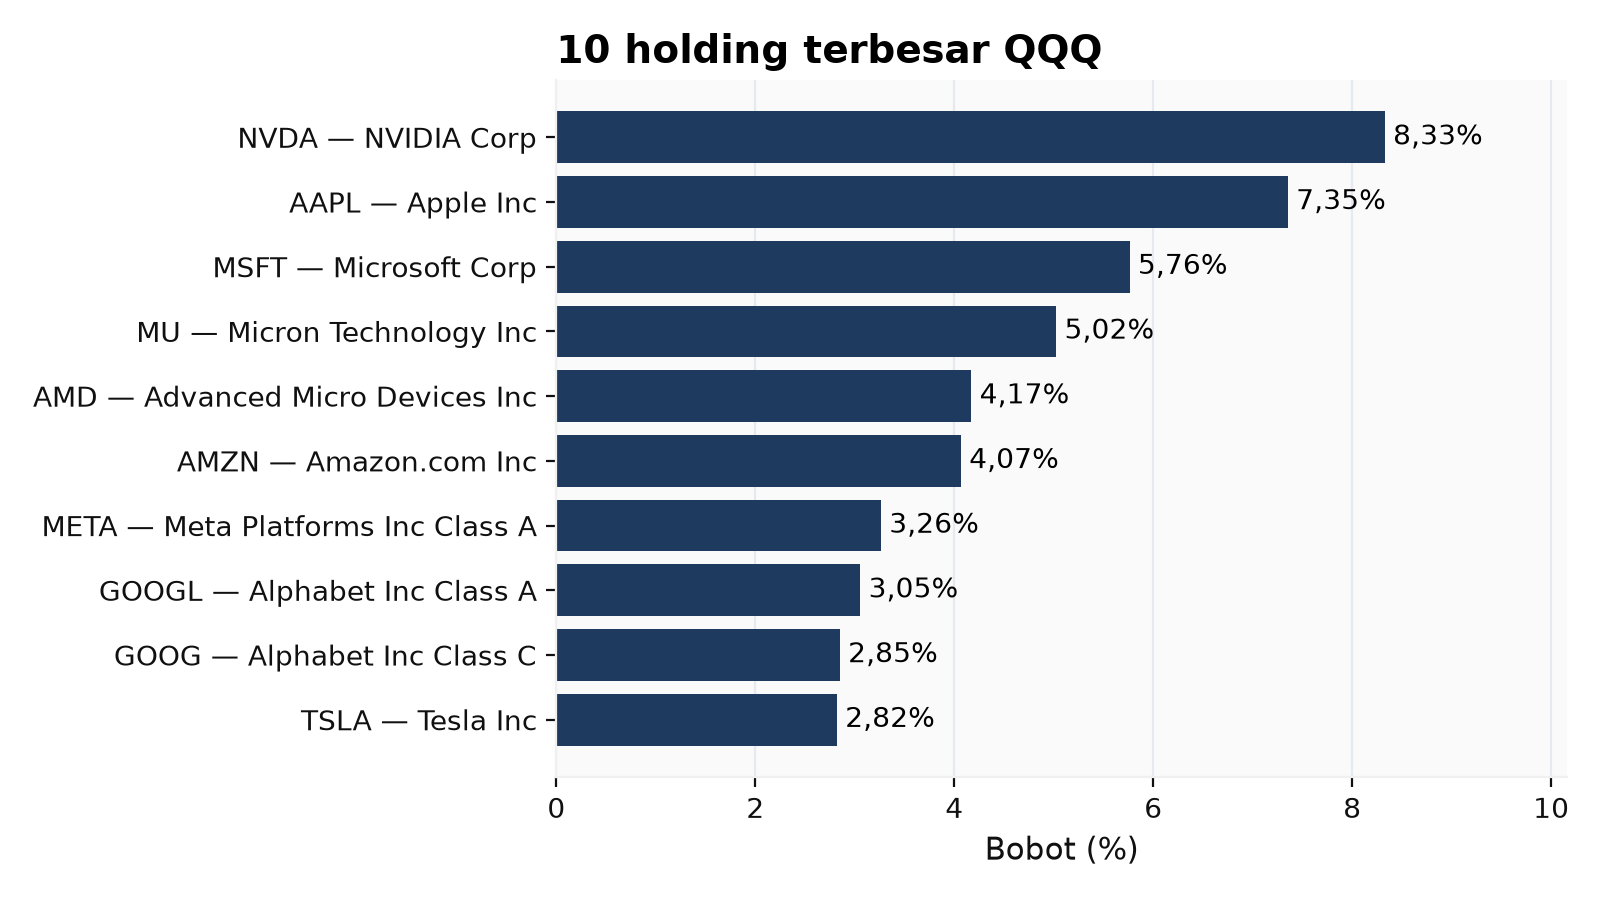 10 holding terbesar QQQ
NVDA — NVIDIA Corp 8,33%
AAPL — Apple Inc 7,35%
MSFT — Microsoft Corp 5,76%
MU — Micron Technology Inc 5,02%
AMD — Advanced Micro Devices Inc 4,17%
AMZN — Amazon.com Inc 4,07%
META — Meta Platforms Inc Class A 3,26%
GOOGL — Alphabet Inc Class A 3,05%
GOOG — Alphabet Inc Class C 2,85%
TSLA — Tesla Inc 2,82%
0 2 4 6 8 10
Bobot (%)